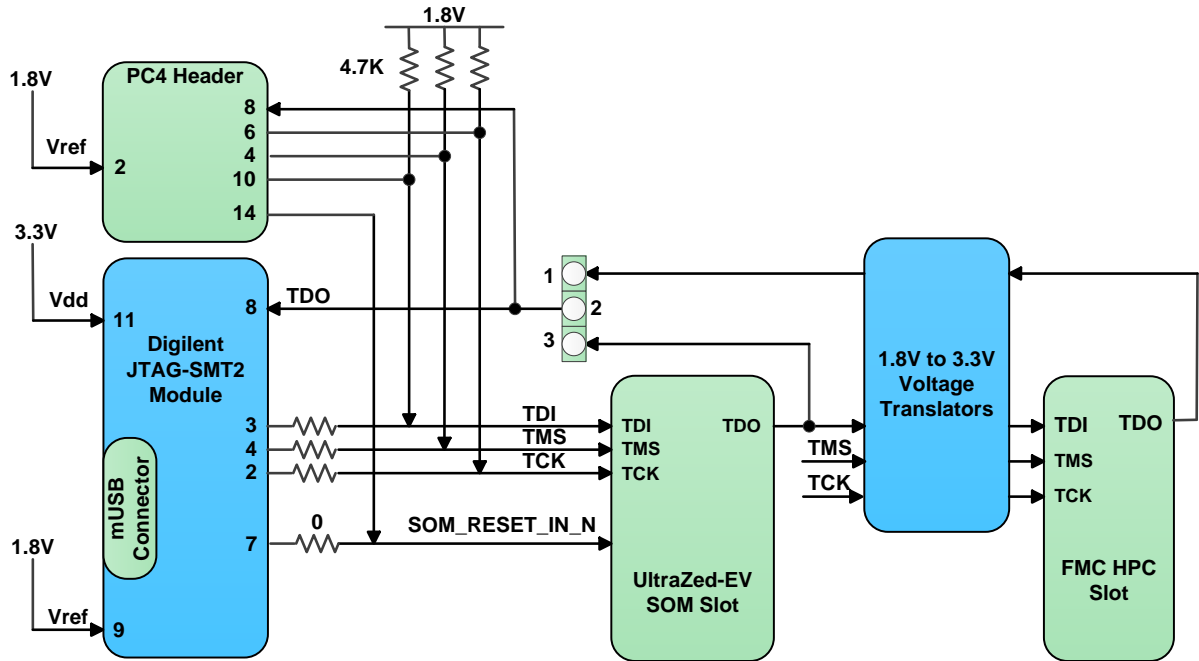 1.8V
4.7K
1.8V
Vref
PC4 Header
2
8
6
4
10
14
3.3V
Vdd
11
8
TDO
Digilent
JTAG-SMT2
Module
3
4
2
7
mUSB
Connector
1.8V
Vref
9
0
TDI
TMS
TCK
SOM_RESET_IN_N
1
2
3
TDI
TMS
TCK
TDO
UltraZed-EV
SOM Slot
TMS
TCK
1.8V to 3.3V
Voltage
Translators
TDI
TMS
TCK
TDO
FMC HPC
Slot